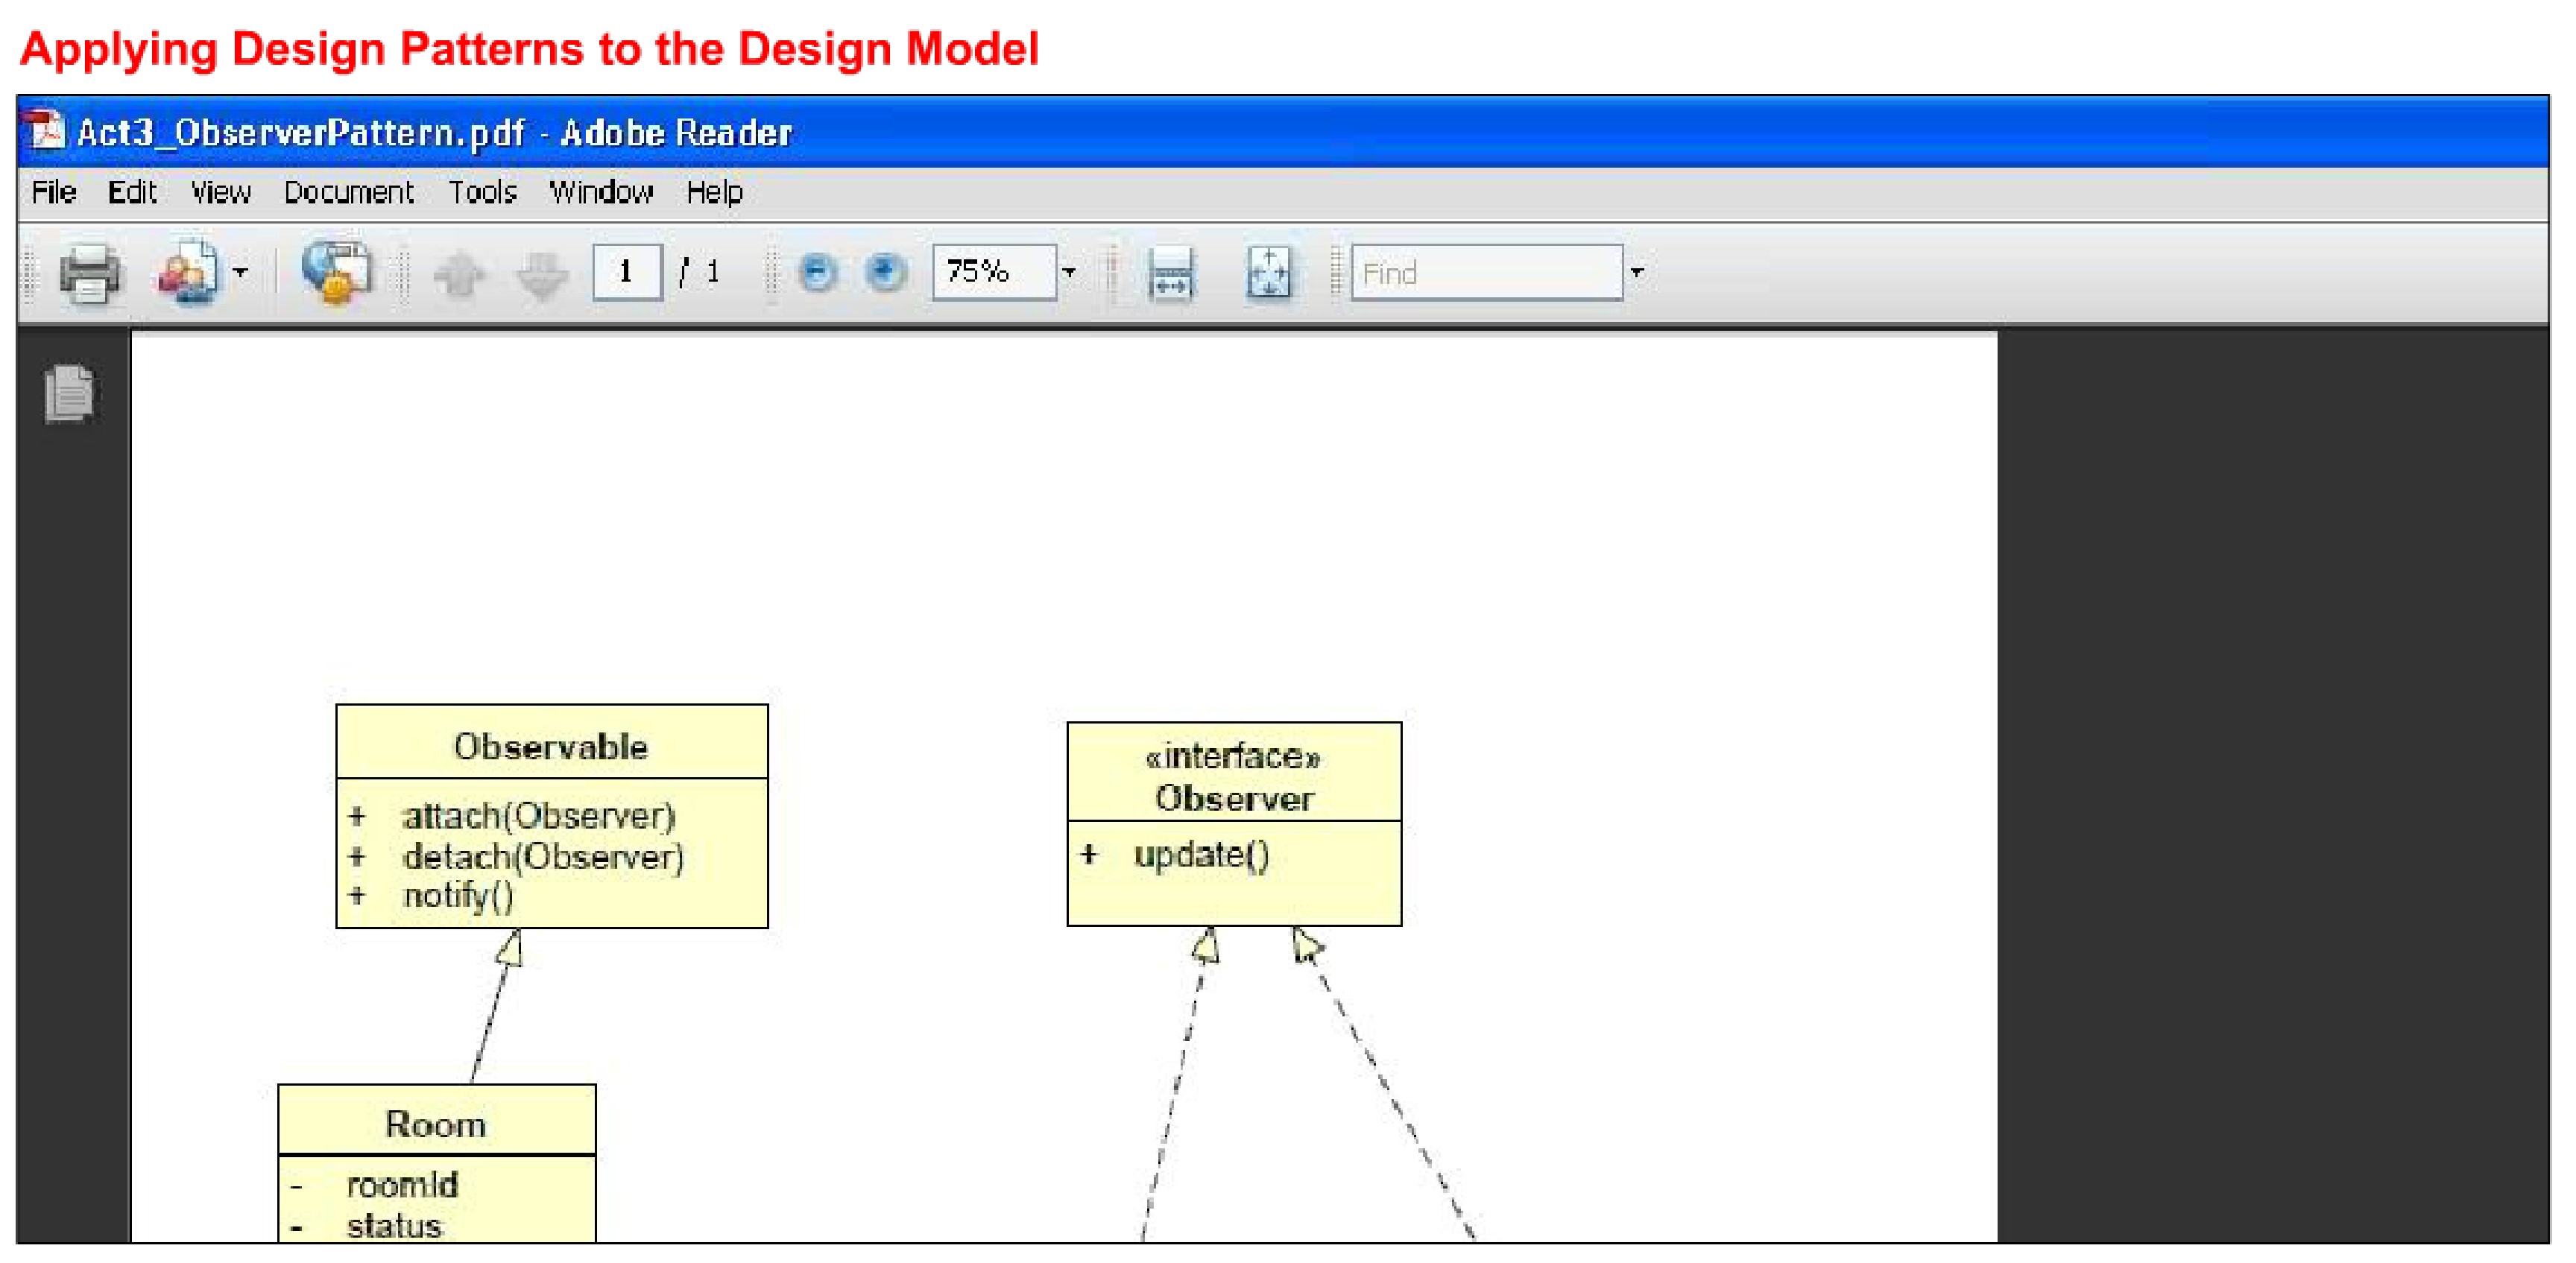 Applying Design Patterns to the Design Model
Act3_ObserverPattern.pdf - Adobe Reader
File Edit View Document Tools Window Help
1 / 1 75% Find
Observable
+ attach(Observer)
+ detach(Observer)
+ notify()
«interface»
Observer
+ update()
Room
- roomId
- status